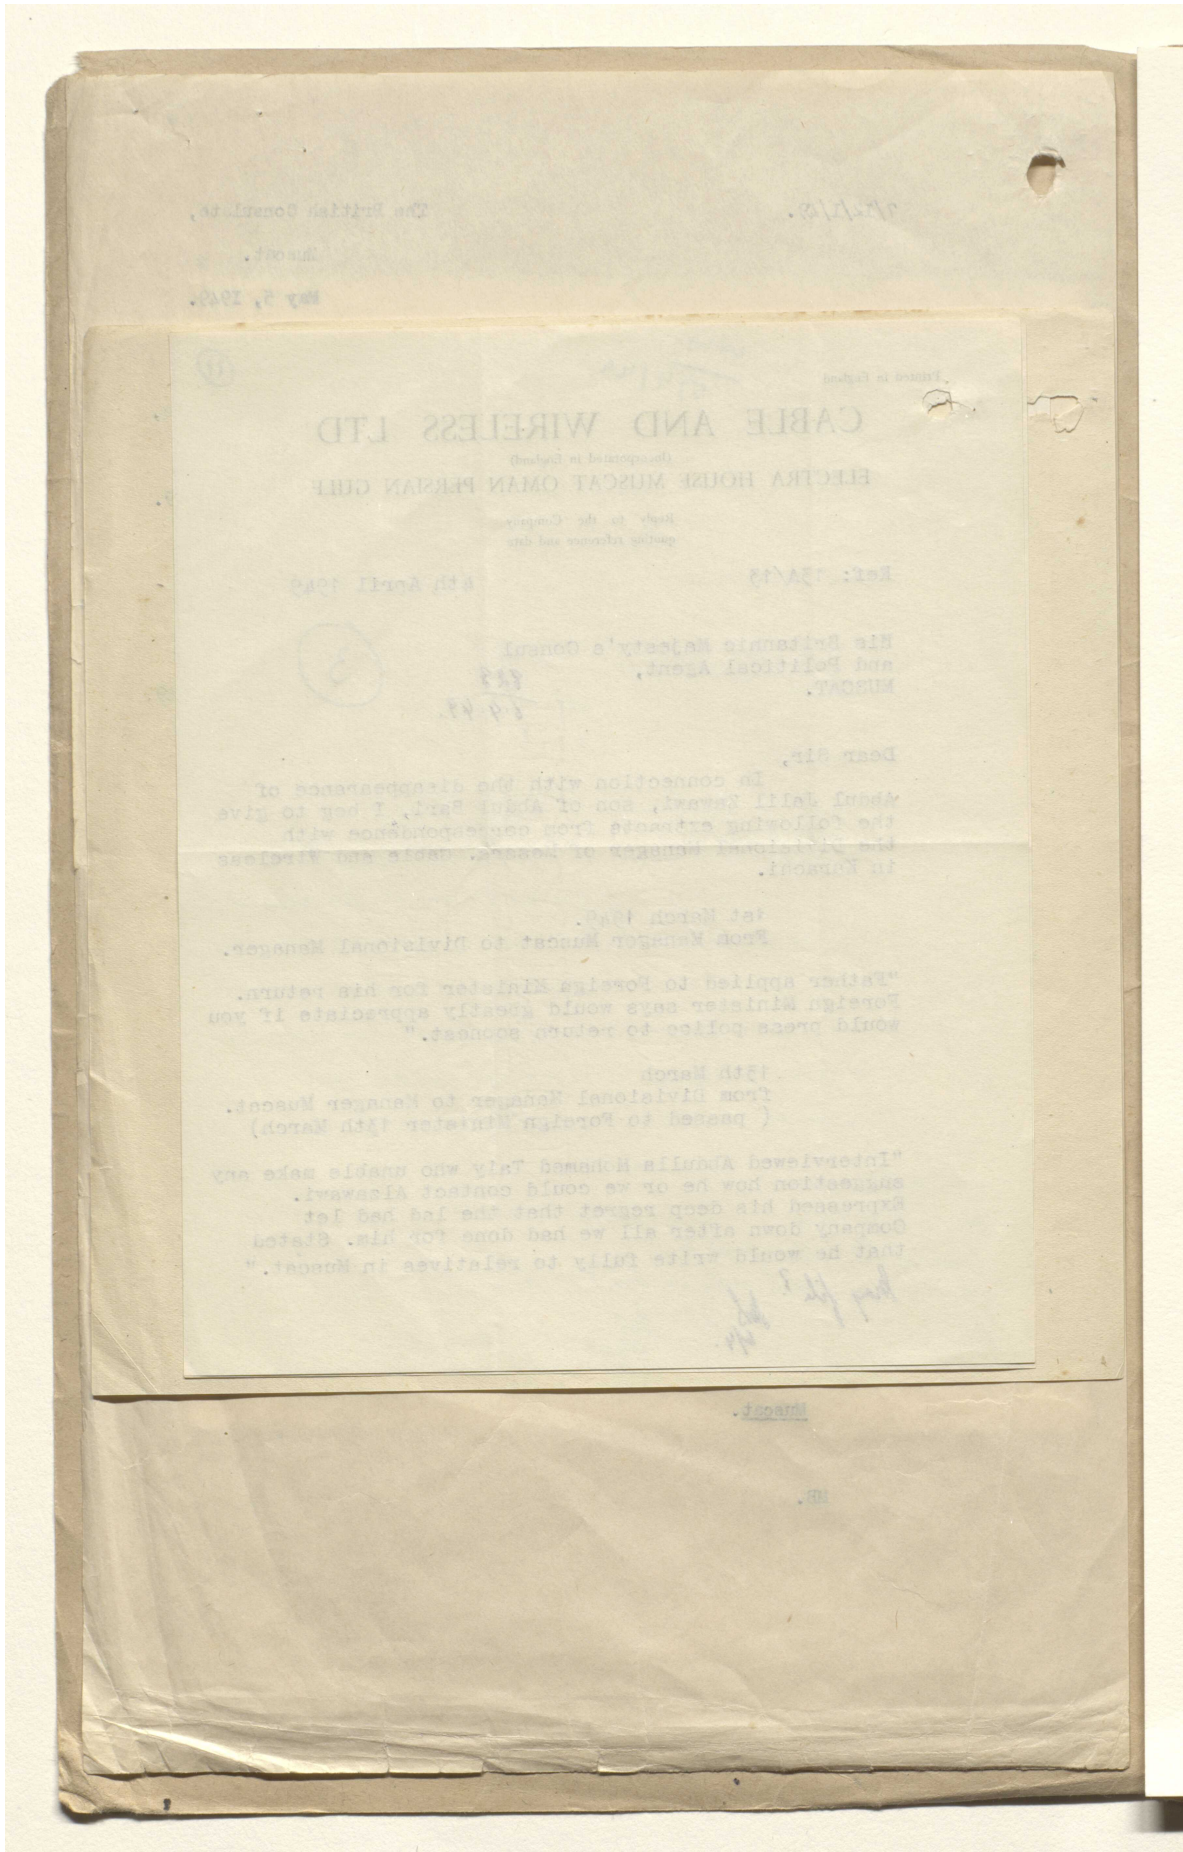 The British Consulate,
Muscat.
May 5, 1949.
Printed in England
CABLE AND WIRELESS LTD
(Incorporated in England)
ELECTRA HOUSE MUSCAT OMAN PERSIAN GULF
Reply to the Company
quoting reference and date
Ref: 13A/13
4th April 1949
His Britannic Majesty's Consul
and Political Agent,
MUSCAT.
3
Dear Sir,
In connection with the disappearance of
Abdul Jalil Zawawi, son of Abdul Bari, I beg to give
the following extracts from correspondence with
the Divisional Manager of Messrs. Cable and Wireless
in Karachi.
1st March 1949.
From Manager Muscat to Divisional Manager.
"Father applied to Foreign Minister for his return.
Foreign Minister says would greatly appreciate if you
would press police to return soonest."
13th March
from Divisional Manager to Manager Muscat.
( passed to Foreign Minister 13th March)
"Interviewed Abdulla Mohamed Taiy who unable make any
suggestion how he or we could contact Alzawawi.
Expressed his deep regret that the lad had let
Company down after all we had done for him. Stated
that he would write fully to relatives in Muscat."
May file?
Muscat.